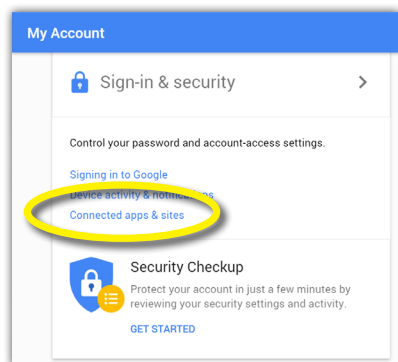 My Account
Sign-in & security
Control your password and account-access settings.
Signing in to Google
Device activity & notifications
Connected apps & sites
Security Checkup
Protect your account in just a few minutes by
reviewing your security settings and activity.
GET STARTED